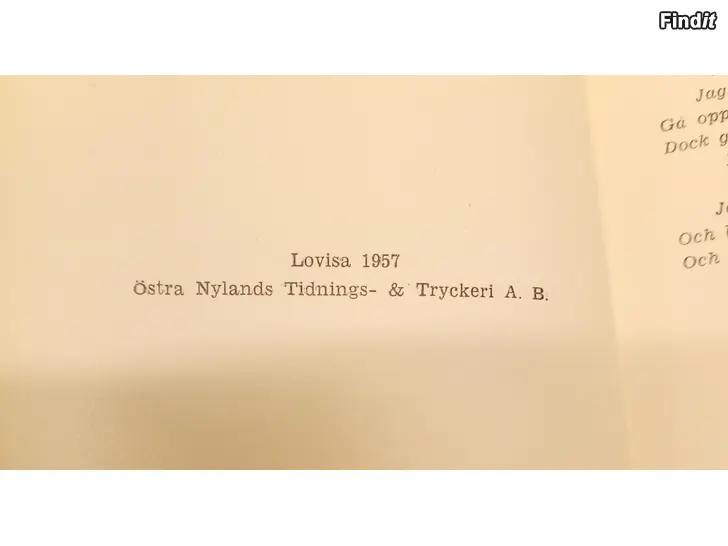 Findit
Lovisa 1957
Östra Nylands Tidnings- & Tryckeri A. B.
Jag
Gå opp
Dock
Och
Och